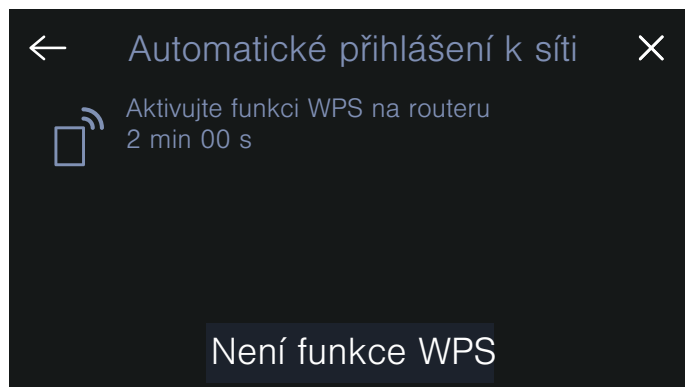 Automatické přihlášení k síti
Aktivujte funkci WPS na routeru
2 min 00 s
Není funkce WPS